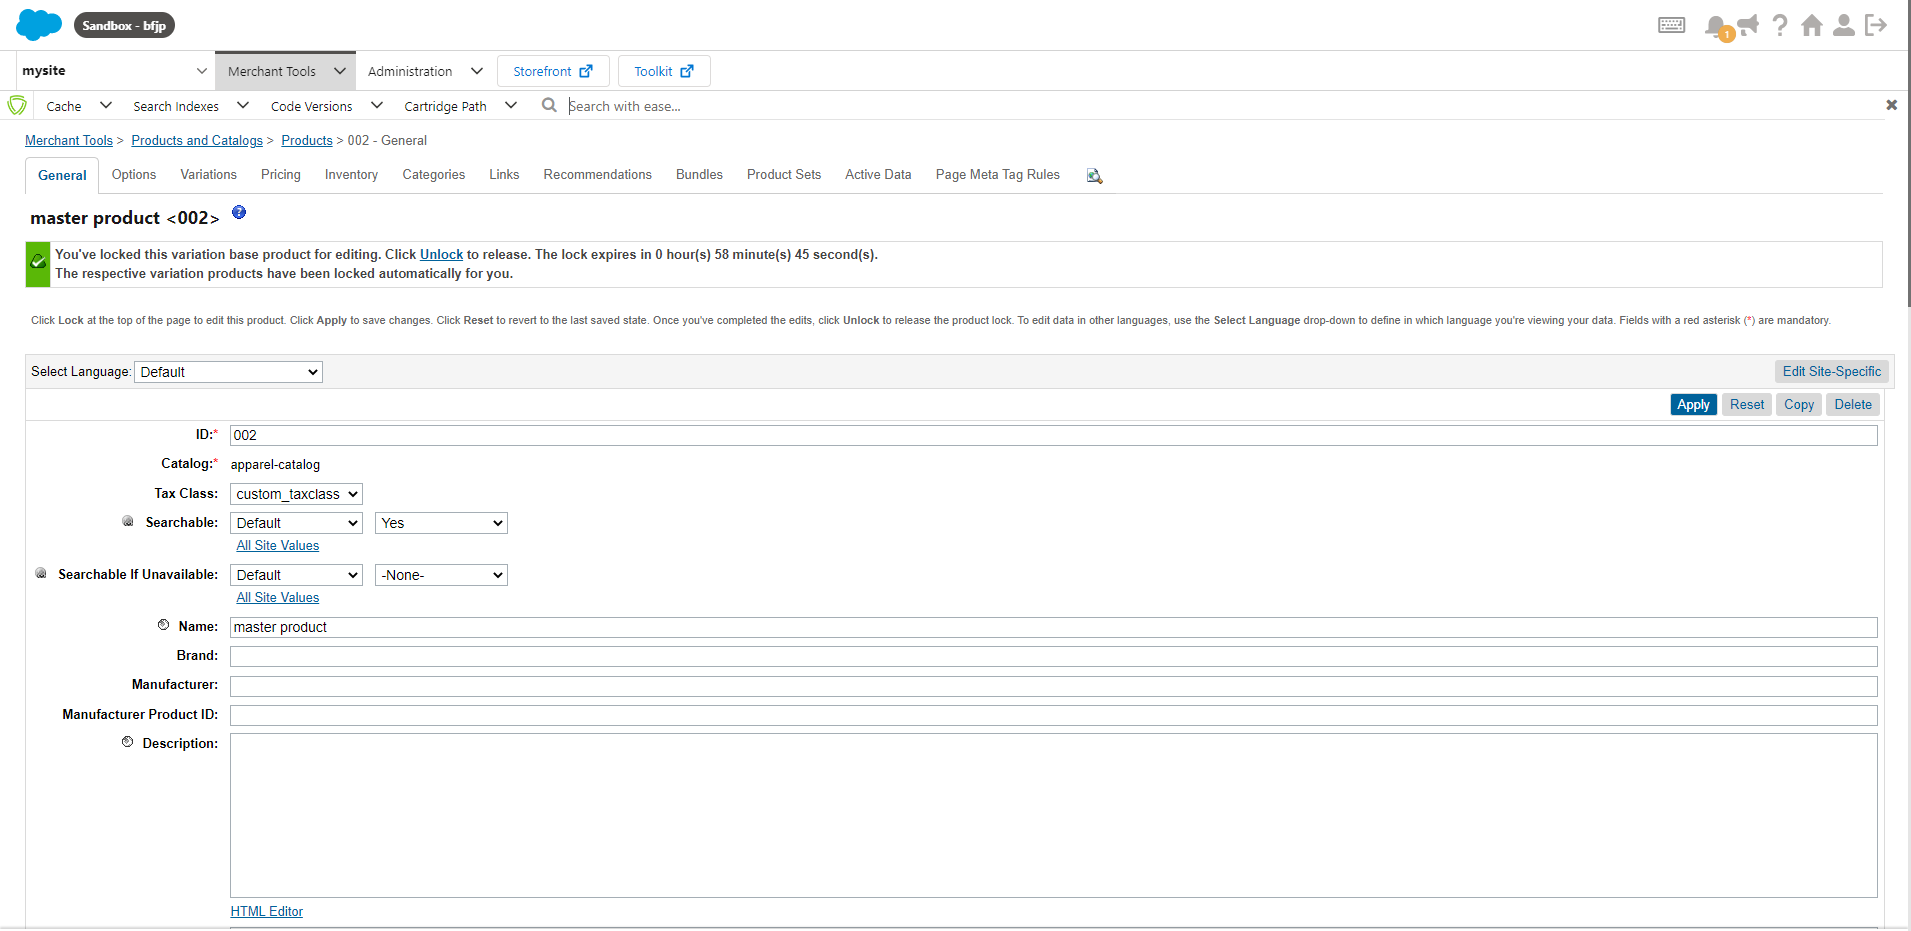 Sandbox - bfjp
1
mysite
Merchant Tools
Administration
Storefront
Toolkit
Cache
Search Indexes
Code Versions
Cartridge Path
Search with ease...
Merchant Tools > Products and Catalogs > Products > 002 - General
General
Options
Variations
Pricing
Inventory
Categories
Links
Recommendations
Bundles
Product Sets
Active Data
Page Meta Tag Rules
master product <002>
You've locked this variation base product for editing. Click Unlock to release. The lock expires in 0 hour(s) 58 minute(s) 45 second(s).
The respective variation products have been locked automatically for you.
Click Lock at the top of the page to edit this product. Click Apply to save changes. Click Reset to revert to the last saved state. Once you've completed the edits, click Unlock to release the product lock. To edit data in other languages, use the Select Language drop-down to define in which language you're viewing your data. Fields with a red asterisk (*) are mandatory.
Select Language: Default
Edit Site-Specific
Apply
Reset
Copy
Delete
ID:* 002
Catalog:* apparel-catalog
Tax Class: custom_taxclass
Searchable: Default Yes
All Site Values
Searchable If Unavailable: Default -None-
All Site Values
Name: master product
Brand:
Manufacturer:
Manufacturer Product ID:
Description:
HTML Editor